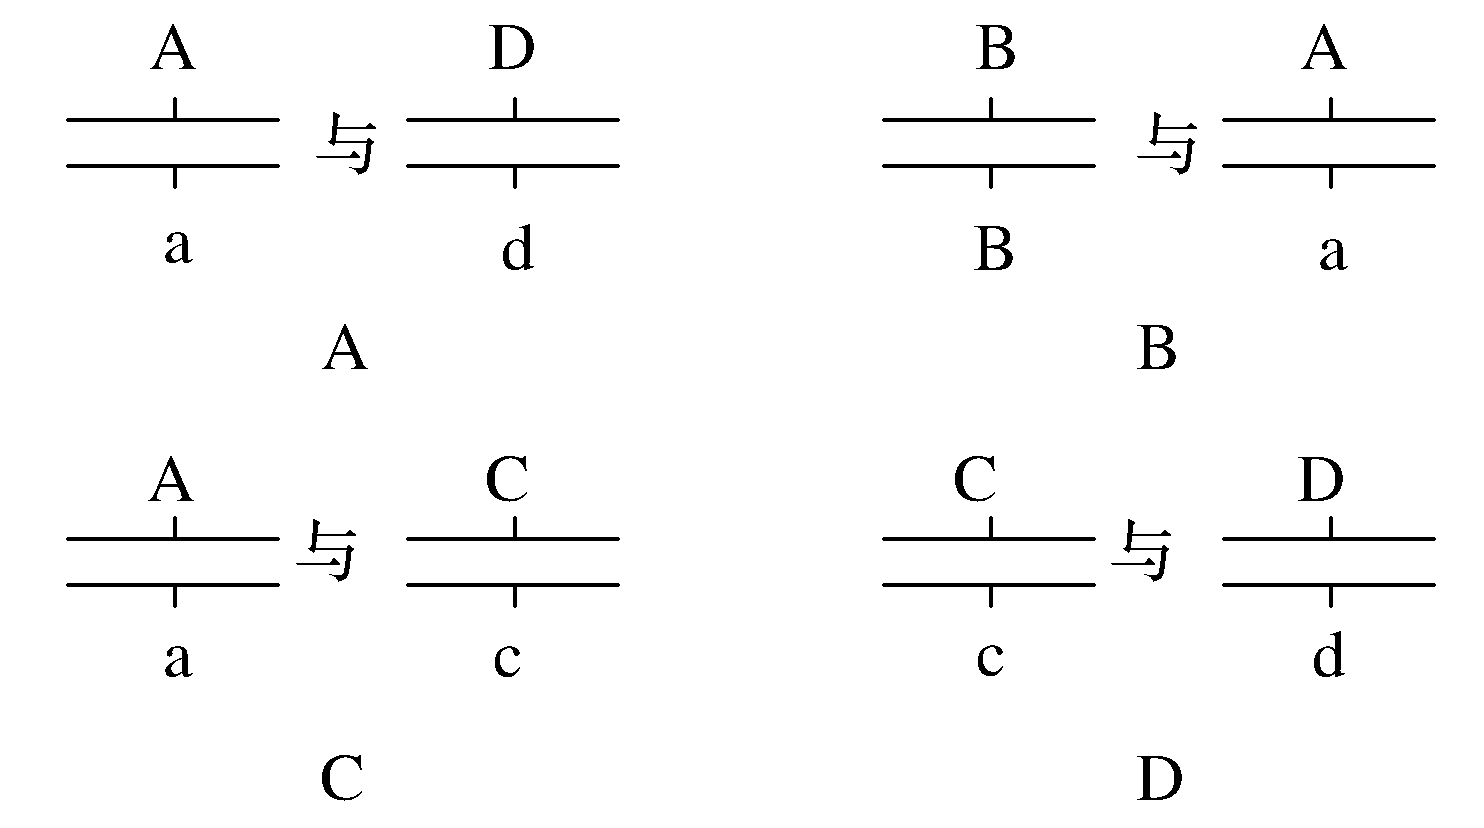 A D B A
与 与
a d B a
A B
A C C D
与 与
a c c d
C D